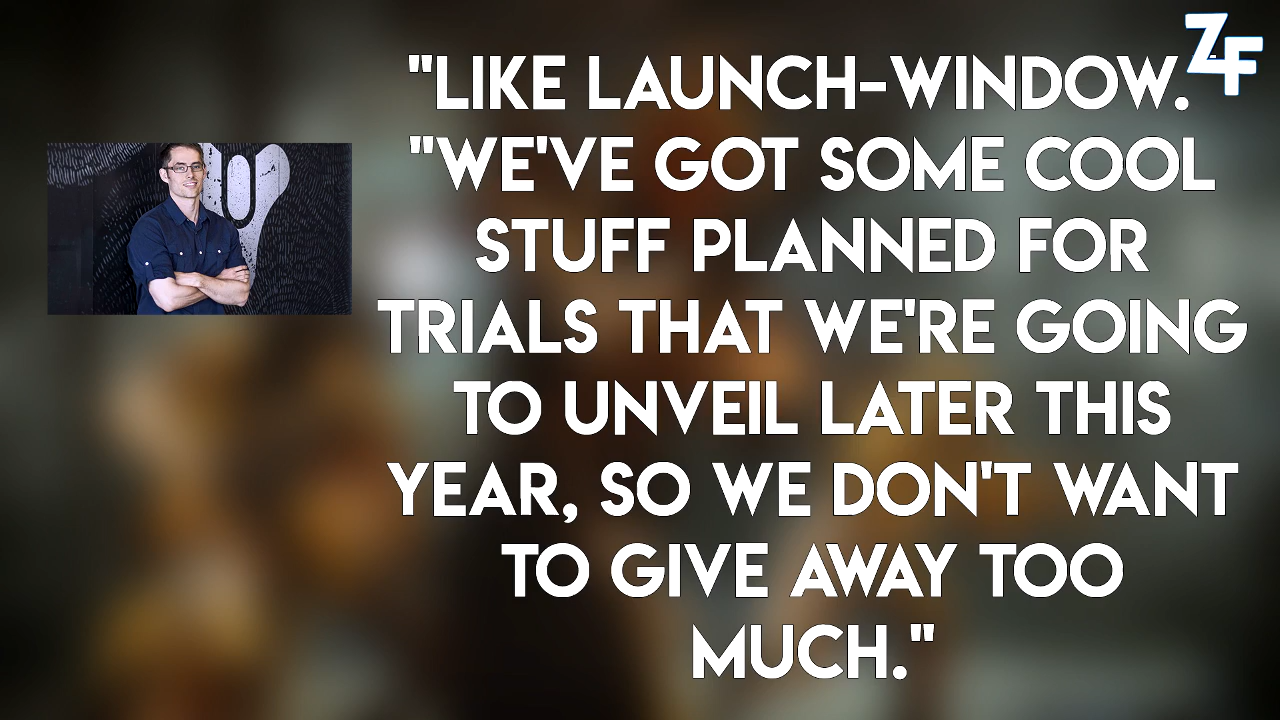 ZF
"LIKE LAUNCH-WINDOW."
"WE'VE GOT SOME COOL
STUFF PLANNED FOR
TRIALS THAT WE'RE GOING
TO UNVEIL LATER THIS
YEAR, SO WE DON'T WANT
TO GIVE AWAY TOO
MUCH."